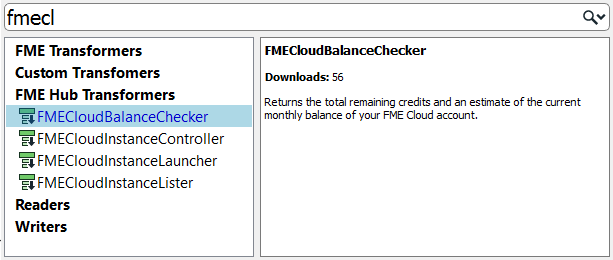 fmecl
FME Transformers
Custom Transfomers
FME Hub Transformers
FMECloudBalanceChecker
FMECloudInstanceController
FMECloudInstanceLauncher
FMECloudInstanceLister
Readers
Writers
FMECloudBalanceChecker
Downloads: 56
Returns the total remaining credits and an estimate of the current
monthly balance of your FME Cloud account.